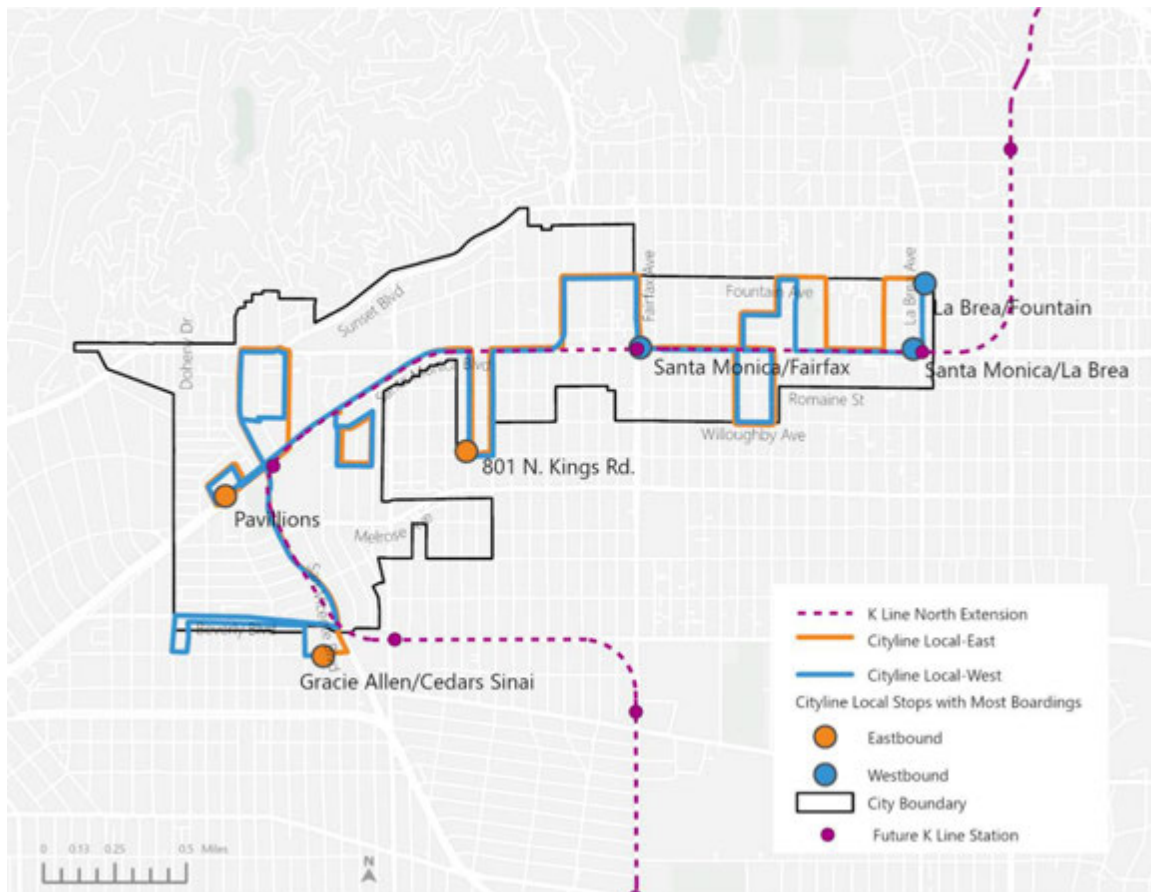 Sunset Blvd
Doheny Dr
Fairfax Ave
Fountain Ave
La Brea Ave
La Brea/Fountain
Santa Monica/Fairfax
Santa Monica/La Brea
Romaine St
Willoughby Ave
801 N. Kings Rd.
Pavillions
Melrose
Beverly Blvd
Gracie Allen/Cedars Sinai
K Line North Extension
Cityline Local-East
Cityline Local-West
Cityline Local Stops with Most Boardings
Eastbound
Westbound
City Boundary
Future K Line Station
0 0.13 0.25 0.5 Miles
N